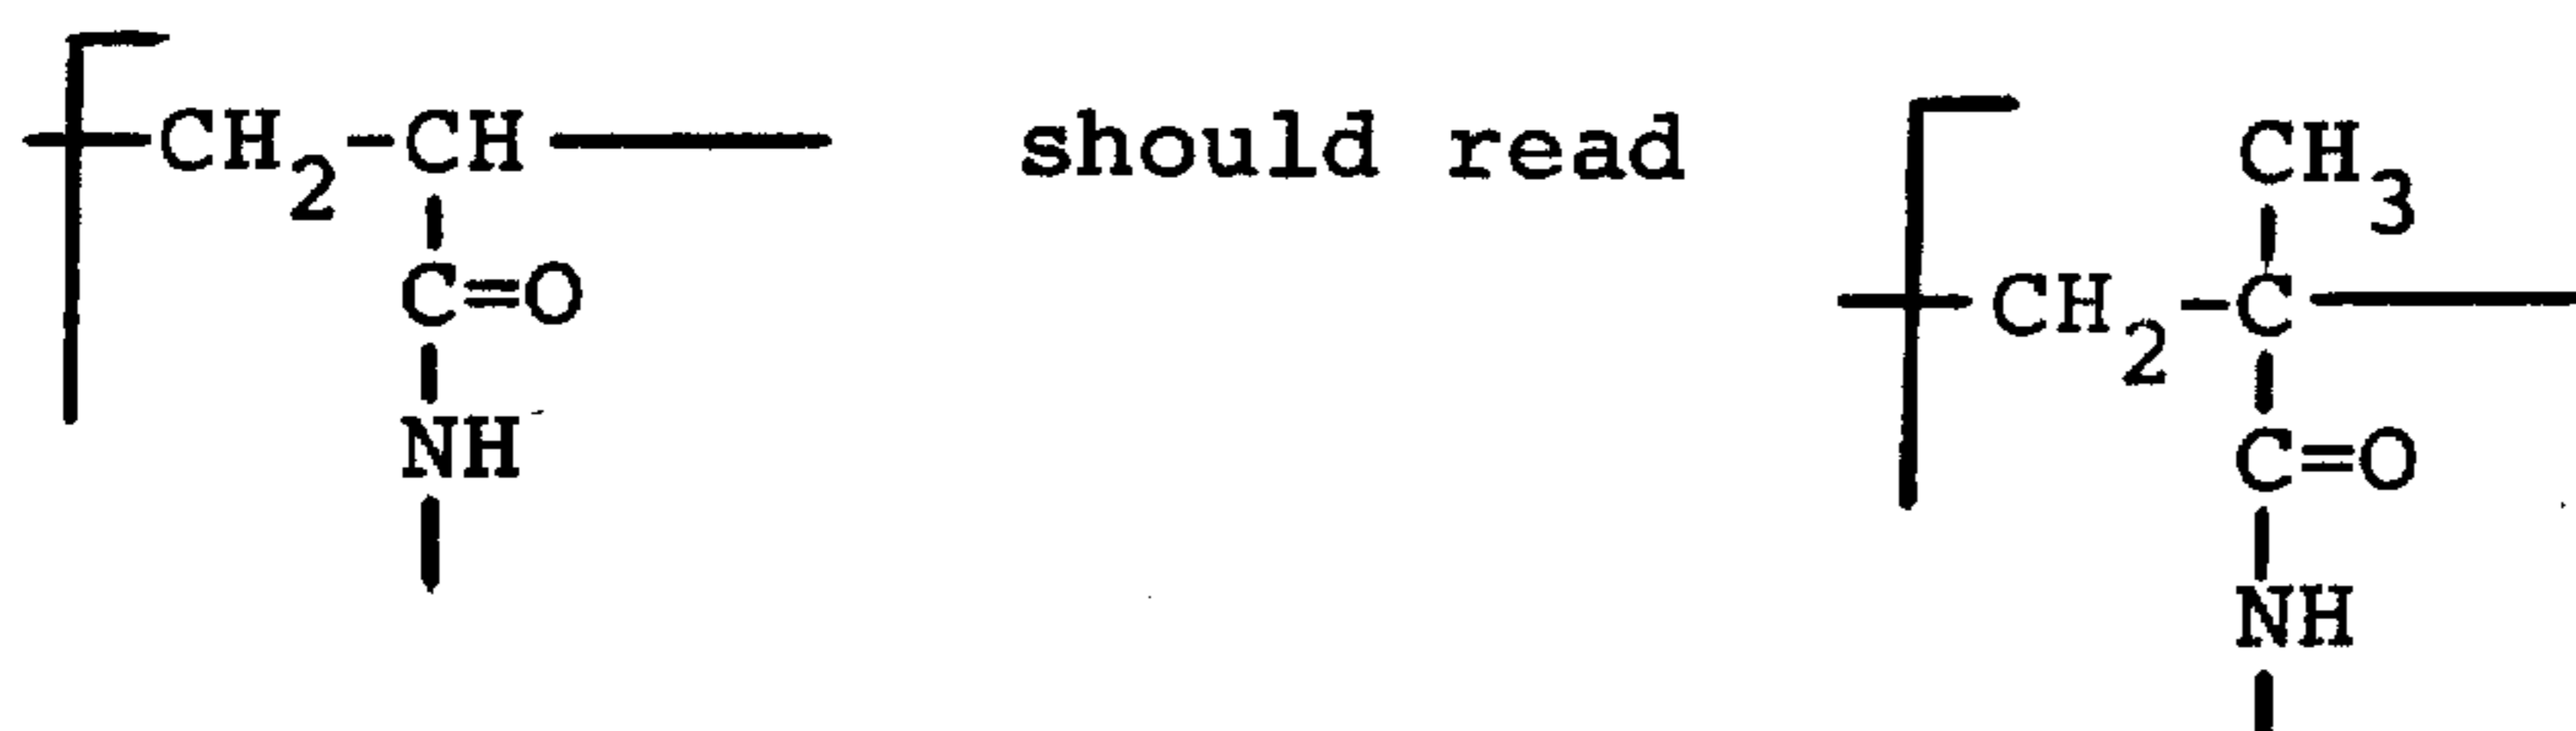 CH2-CH should read CH3
CH2-C
C=O
C=O
NH
NH